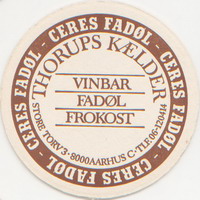 CERES FADØL - CERES FADØL - CERES FADØL - CERES FADØL -
THORUPS KÆLDER
VINBAR
FADØL
FROKOST
STORE TORV 3 - 8000 AARHUS C - TLF. 06-120414